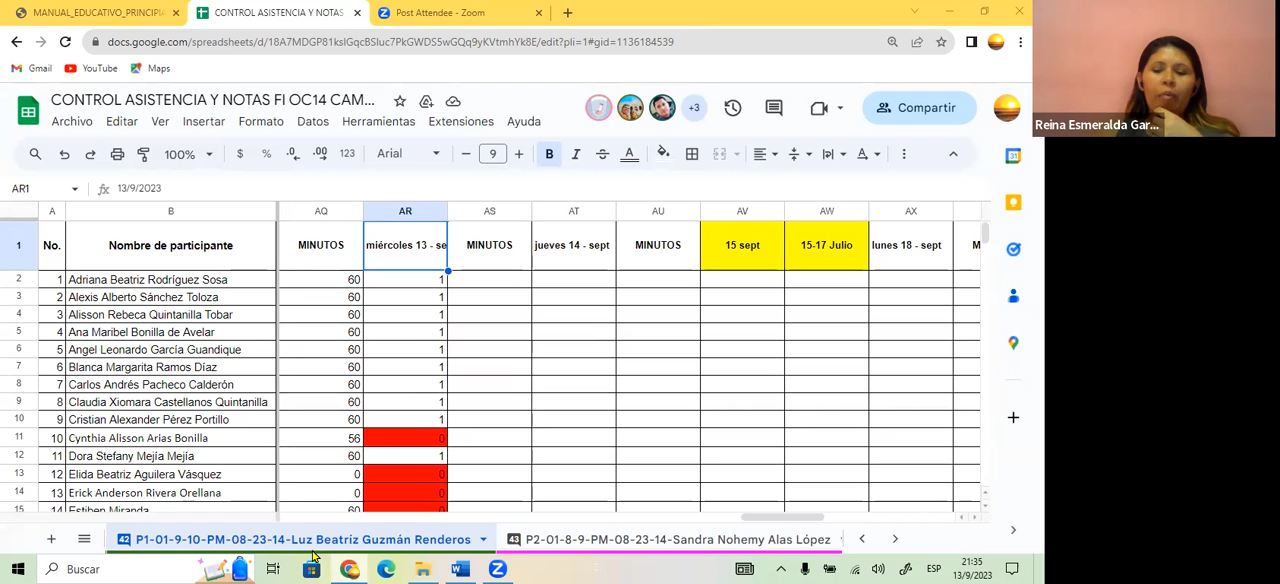 MANUAL_EDUCATIVO_PRINCIPI
CONTROL ASISTENCIA Y NOTAS
Post Attendee - Zoom
docs.google.com/spreadsheets/d/18A7MDGP81kslGqcBSluc7PkGWDS5wGQq9yKVtmhYk8E/edit?pli=1#gid=1136184539
Gmail YouTube Maps
CONTROL ASISTENCIA Y NOTAS FI OC14 CAM...
+3
Compartir
Archivo Editar Ver Insertar Formato Datos Herramientas Extensiones Ayuda
100% $ % .0 .00 123 Arial 9 B I S A
AR1 fx 13/9/2023
A B AQ AR AS AT AU AV AW AX
1 No. Nombre de participante MINUTOS miércoles 13 - se MINUTOS jueves 14 - sept MINUTOS 15 sept 15-17 Julio lunes 18 - sept M
2 1 Adriana Beatriz Rodríguez Sosa 60 1
3 2 Alexis Alberto Sánchez Toloza 60 1
4 3 Alisson Rebeca Quintanilla Tobar 60 1
5 4 Ana Maribel Bonilla de Avelar 60 1
6 5 Angel Leonardo García Guandique 60 1
7 6 Blanca Margarita Ramos Díaz 60 1
8 7 Carlos Andrés Pacheco Calderón 60 1
9 8 Claudia Xiomara Castellanos Quintanilla 60 1
10 9 Cristian Alexander Pérez Portillo 60 1
11 10 Cynthia Alisson Arias Bonilla 56 0
12 11 Dora Stefany Mejía Mejía 60 1
13 12 Elida Beatriz Aguilera Vásquez 0 0
14 13 Erick Anderson Rivera Orellana 0 0
15 14 Estiben Miranda 60 0
42 P1-01-9-10-PM-08-23-14-Luz Beatriz Guzmán Renderos
43 P2-01-8-9-PM-08-23-14-Sandra Nohemy Alas López
Buscar
ESP
21:35
13/9/2023
Reina Esmeralda Gar...